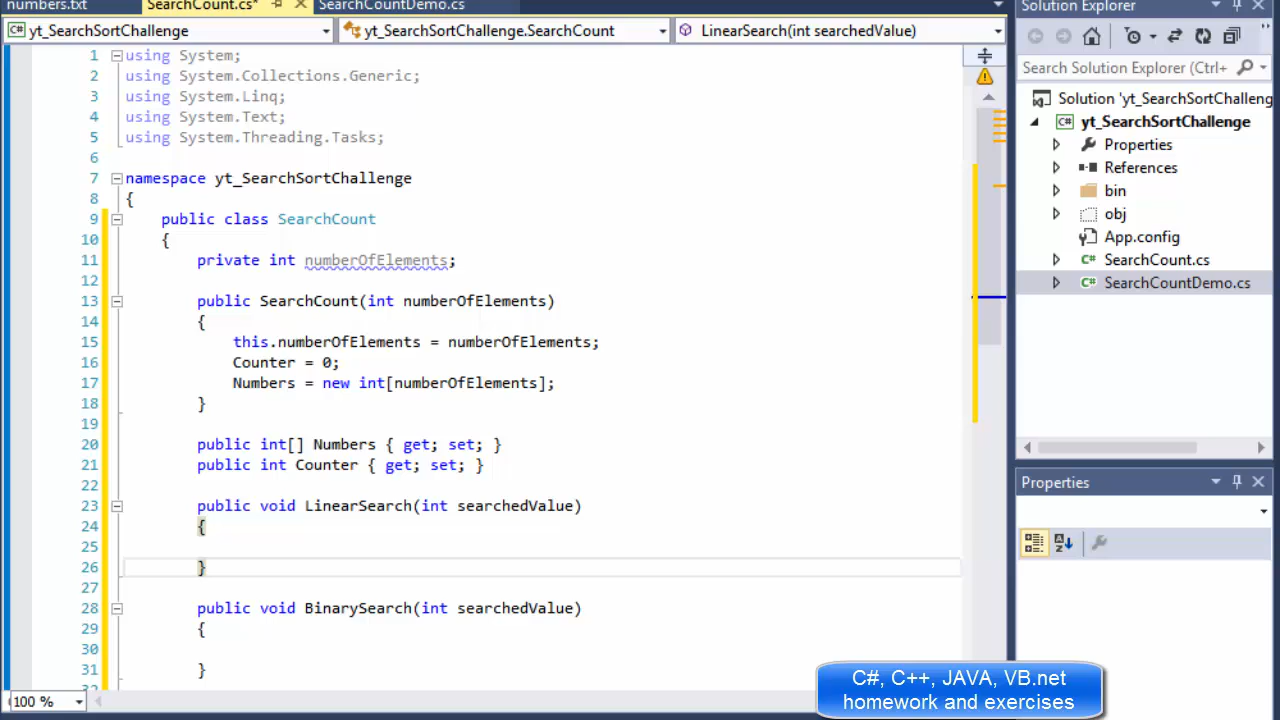 numbers.txt SearchCount.cs* SearchCountDemo.cs Solution Explorer
yt_SearchSortChallenge yt_SearchSortChallenge.SearchCount LinearSearch(int searchedValue)
1 using System;
2 using System.Collections.Generic;
3 using System.Linq;
4 using System.Text;
5 using System.Threading.Tasks;
6
7 namespace yt_SearchSortChallenge
8 {
9 public class SearchCount
10 {
11 private int numberOfElements;
12
13 public SearchCount(int numberOfElements)
14 {
15 this.numberOfElements = numberOfElements;
16 Counter = 0;
17 Numbers = new int[numberOfElements];
18 }
19
20 public int[] Numbers { get; set; }
21 public int Counter { get; set; }
22
23 public void LinearSearch(int searchedValue)
24 {
25
26 }
27
28 public void BinarySearch(int searchedValue)
29 {
30
31 }
100 %
Search Solution Explorer (Ctrl+
Solution 'yt_SearchSortChalleng
C# yt_SearchSortChallenge
Properties
References
bin
obj
App.config
C# SearchCount.cs
C# SearchCountDemo.cs
Properties
C#, C++, JAVA, VB.net
homework and exercises